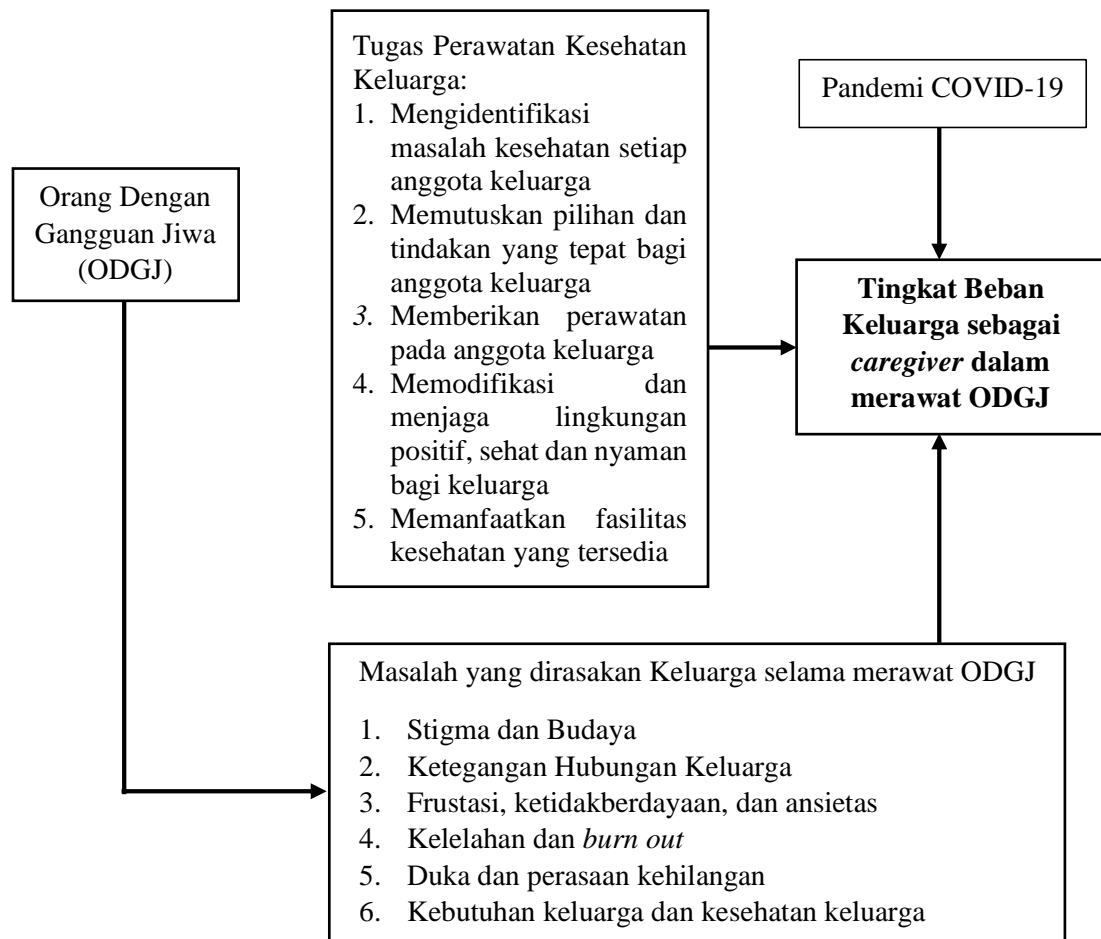 Orang Dengan
Gangguan Jiwa
(ODGJ)
Tugas Perawatan Kesehatan
Keluarga:
1. Mengidentifikasi
masalah kesehatan setiap
anggota keluarga
2. Memutuskan pilihan dan
tindakan yang tepat bagi
anggota keluarga
3. Memberikan perawatan
pada anggota keluarga
4. Memodifikasi dan
menjaga lingkungan
positif, sehat dan nyaman
bagi keluarga
5. Memanfaatkan fasilitas
kesehatan yang tersedia
Pandemi COVID-19
Tingkat Beban
Keluarga sebagai
caregiver dalam
merawat ODGJ
Masalah yang dirasakan Keluarga selama merawat ODGJ
1. Stigma dan Budaya
2. Ketegangan Hubungan Keluarga
3. Frustasi, ketidakberdayaan, dan ansietas
4. Kelelahan dan burn out
5. Duka dan perasaan kehilangan
6. Kebutuhan keluarga dan kesehatan keluarga